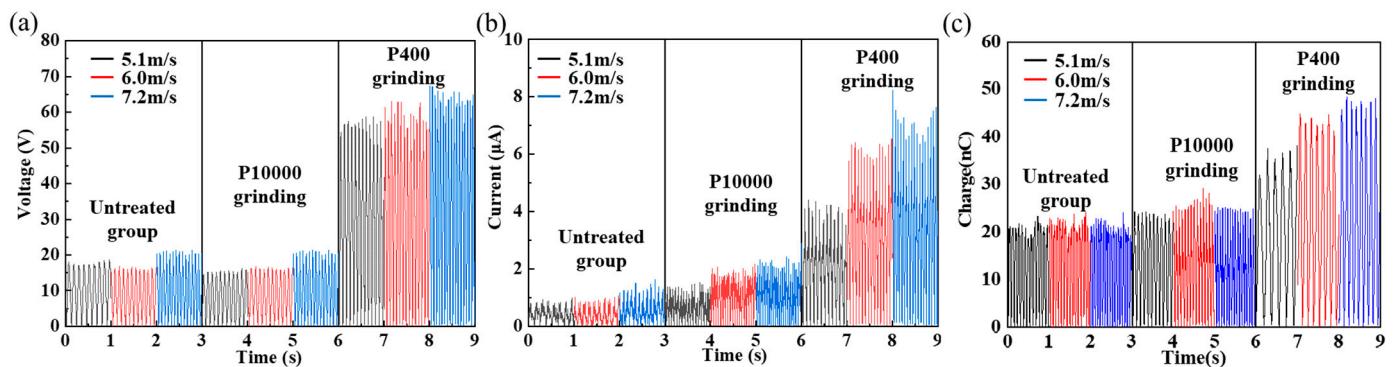 (a)
80
70
60
50
40
30
20
10
0
Voltage (V)
5.1m/s
6.0m/s
7.2m/s
Untreated
group
P10000
grinding
P400
grinding
0 1 2 3 4 5 6 7 8 9
Time (s)
(b)
10
8
6
4
2
0
Current (μA)
5.1m/s
6.0m/s
7.2m/s
Untreated
group
P10000
grinding
P400
grinding
0 1 2 3 4 5 6 7 8 9
Time (s)
(c)
60
50
40
30
20
10
0
Charge(nC)
5.1m/s
6.0m/s
7.2m/s
Untreated
group
P10000
grinding
P400
grinding
0 1 2 3 4 5 6 7 8 9
Time(s)